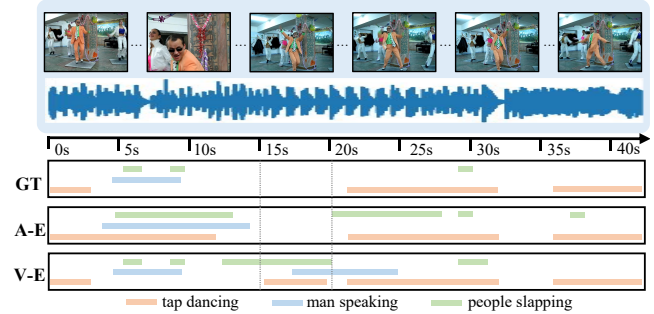 ... ... ... ... ...
0s 5s 10s 15s 20s 25s 30s 35s 40s
GT
A-E
V-E
tap dancing man speaking people slapping